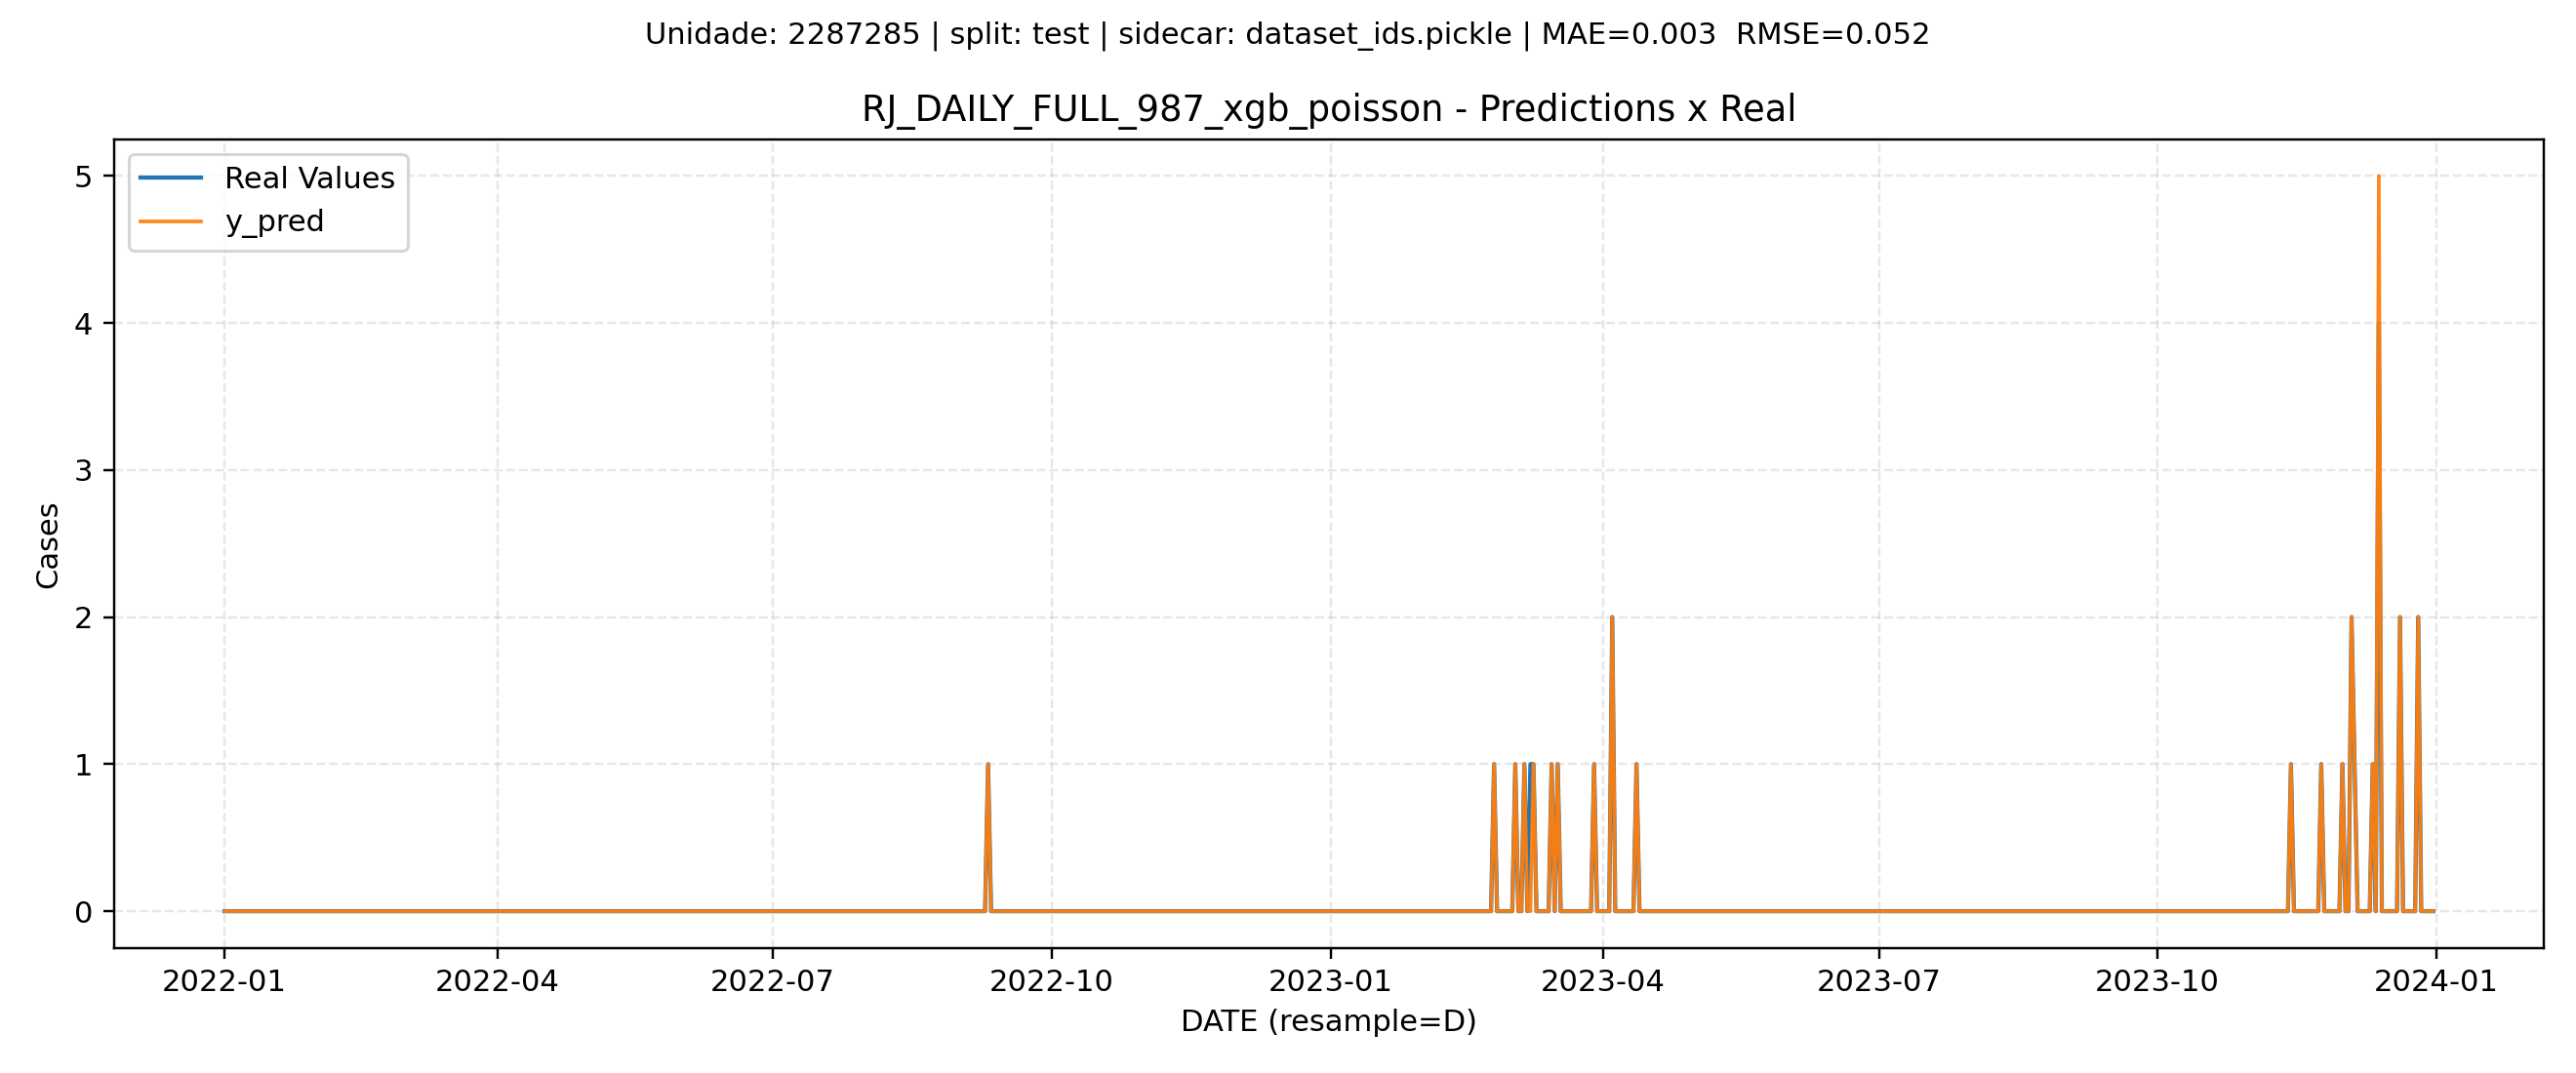 Unidade: 2287285 | split: test | sidecar: dataset_ids.pickle | MAE=0.003  RMSE=0.052
RJ_DAILY_FULL_987_xgb_poisson - Predictions x Real
Real Values
y_pred
5
4
3
2
1
0
Cases
2022-01
2022-04
2022-07
2022-10
2023-01
2023-04
2023-07
2023-10
2024-01
DATE (resample=D)